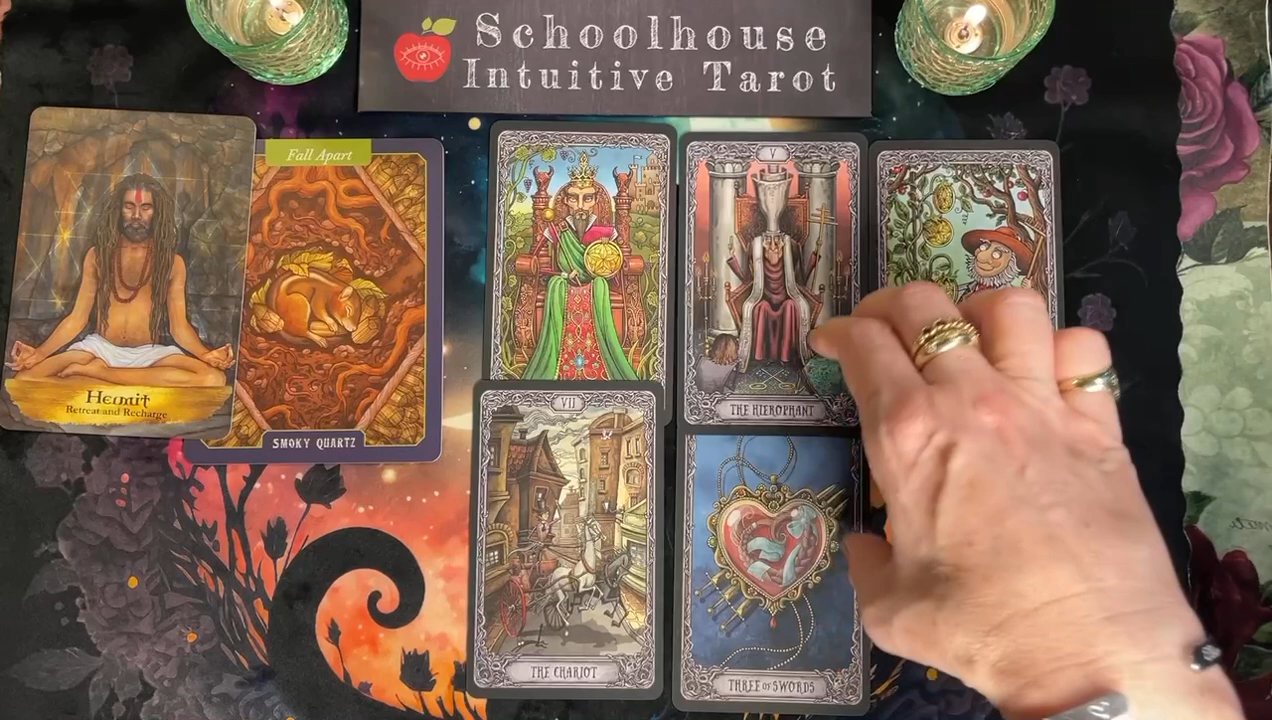 Schoolhouse
Intuitive Tarot
Fall Apart
Hermit
Retreat and Recharge
SMOKY QUARTZ
V
THE HIEROPHANT
VII
THE CHARIOT
THREE OF SWORDS